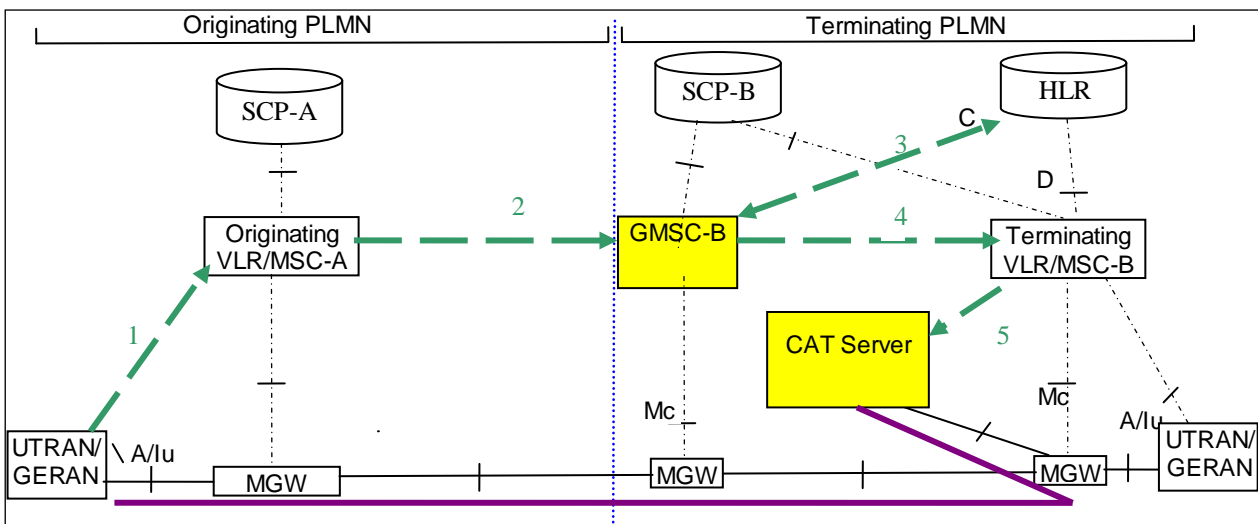 Originating PLMN
Terminating PLMN
SCP-A
SCP-B
HLR
C
3
D
2
4
Originating
VLR/MSC-A
GMSC-B
Terminating
VLR/MSC-B
1
5
CAT Server
Mc
Mc
A/Iu
A/Iu
UTRAN/
GERAN
MGW
MGW
MGW
UTRAN/
GERAN